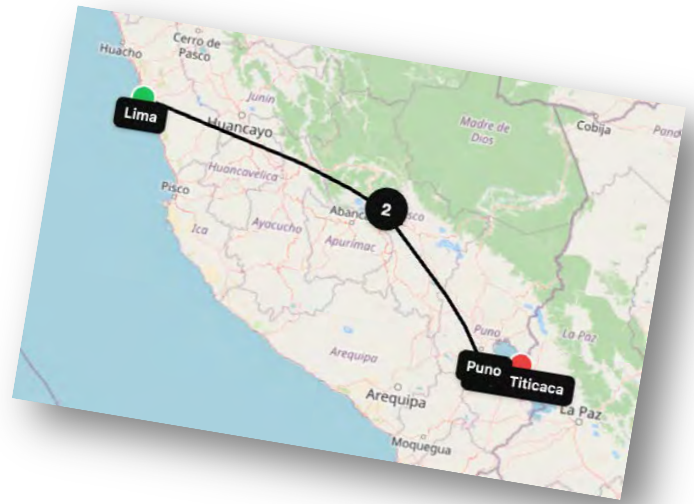 Huacho
Cerro de
Pasco
Lima
Junín
Huancayo
Madre de
Dios
Cobija
Huancavelica
Pisco
2
Ica
Ayacucho
Apurímac
Puno
La Paz
Arequipa
Puno
Titicaca
Arequipa
La Paz
Moquegua